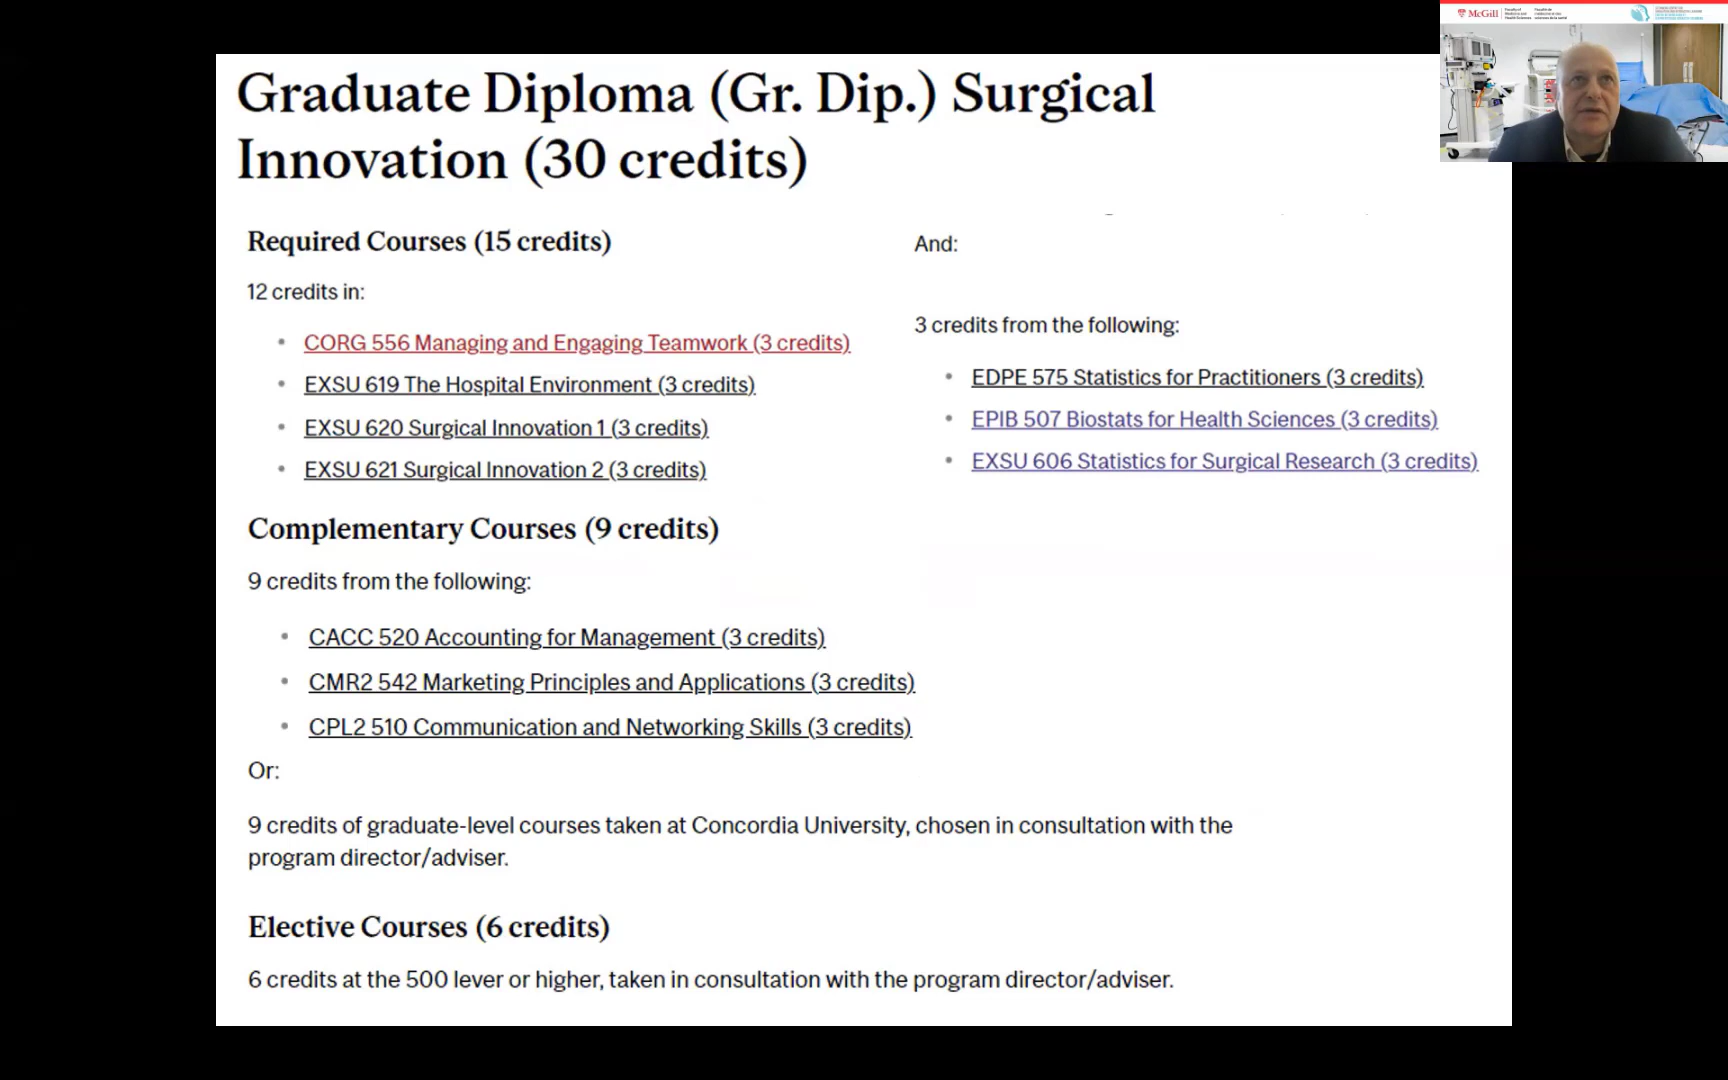 Graduate Diploma (Gr. Dip.) Surgical
Innovation (30 credits)
Required Courses (15 credits)
12 credits in:
CORG 556 Managing and Engaging Teamwork (3 credits)
EXSU 619 The Hospital Environment (3 credits)
EXSU 620 Surgical Innovation 1 (3 credits)
EXSU 621 Surgical Innovation 2 (3 credits)
And:
3 credits from the following:
EDPE 575 Statistics for Practitioners (3 credits)
EPIB 507 Biostats for Health Sciences (3 credits)
EXSU 606 Statistics for Surgical Research (3 credits)
Complementary Courses (9 credits)
9 credits from the following:
CACC 520 Accounting for Management (3 credits)
CMR2 542 Marketing Principles and Applications (3 credits)
CPL2 510 Communication and Networking Skills (3 credits)
Or:
9 credits of graduate-level courses taken at Concordia University, chosen in consultation with the
program director/adviser.
Elective Courses (6 credits)
6 credits at the 500 lever or higher, taken in consultation with the program director/adviser.
McGill